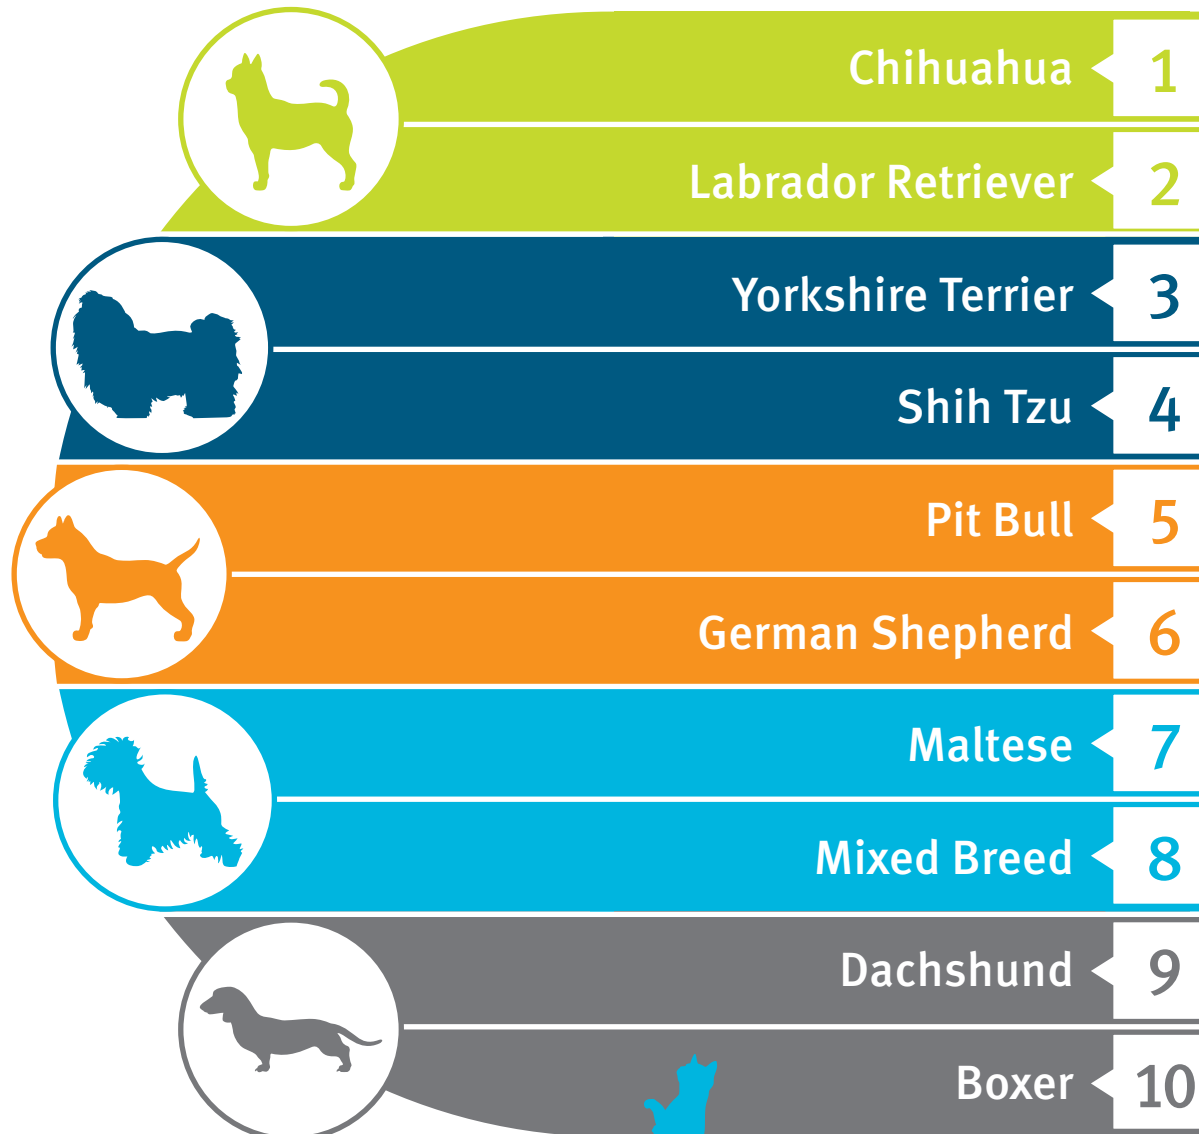 Chihuahua 1
Labrador Retriever 2
Yorkshire Terrier 3
Shih Tzu 4
Pit Bull 5
German Shepherd 6
Maltese 7
Mixed Breed 8
Dachshund 9
Boxer 10